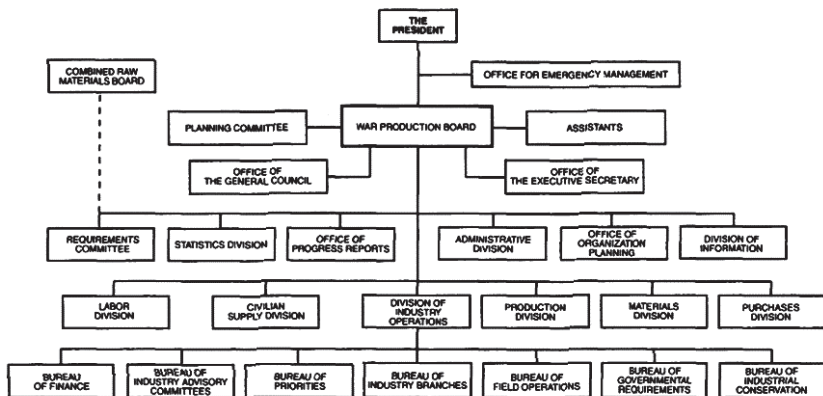 THE
PRESIDENT
COMBINED RAW
MATERIALS BOARD
OFFICE FOR EMERGENCY MANAGEMENT
PLANNING COMMITTEE
WAR PRODUCTION BOARD
ASSISTANTS
OFFICE OF
THE GENERAL COUNCIL
OFFICE OF
THE EXECUTIVE SECRETARY
REQUIREMENTS
COMMITTEE
STATISTICS DIVISION
OFFICE OF
PROGRESS REPORTS
ADMINISTRATIVE
DIVISION
OFFICE OF
ORGANIZATION
PLANNING
DIVISION OF
INFORMATION
LABOR
DIVISION
CIVILIAN
SUPPLY DIVISION
DIVISION OF
INDUSTRY
OPERATIONS
PRODUCTION
DIVISION
MATERIALS
DIVISION
PURCHASES
DIVISION
BUREAU
OF FINANCE
BUREAU OF
INDUSTRY ADVISORY
COMMITTEES
BUREAU OF
PRIORITIES
BUREAU OF
INDUSTRY BRANCHES
BUREAU OF
FIELD OPERATIONS
BUREAU OF
GOVERNMENTAL
REQUIREMENTS
BUREAU OF
INDUSTRIAL
CONSERVATION